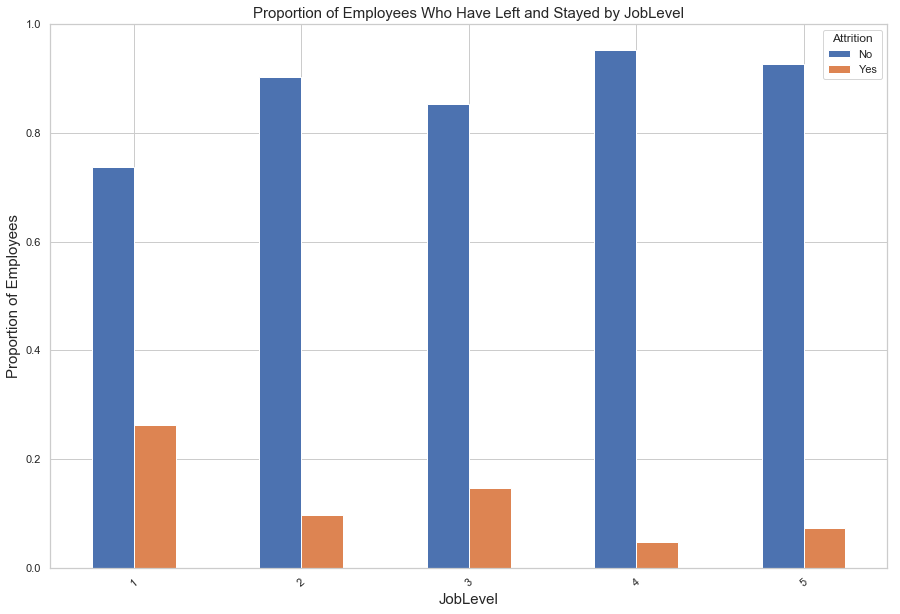 Proportion of Employees Who Have Left and Stayed by JobLevel
Attrition
No
Yes
Proportion of Employees
1.0
0.8
0.6
0.4
0.2
0.0
1 2 3 4 5
JobLevel